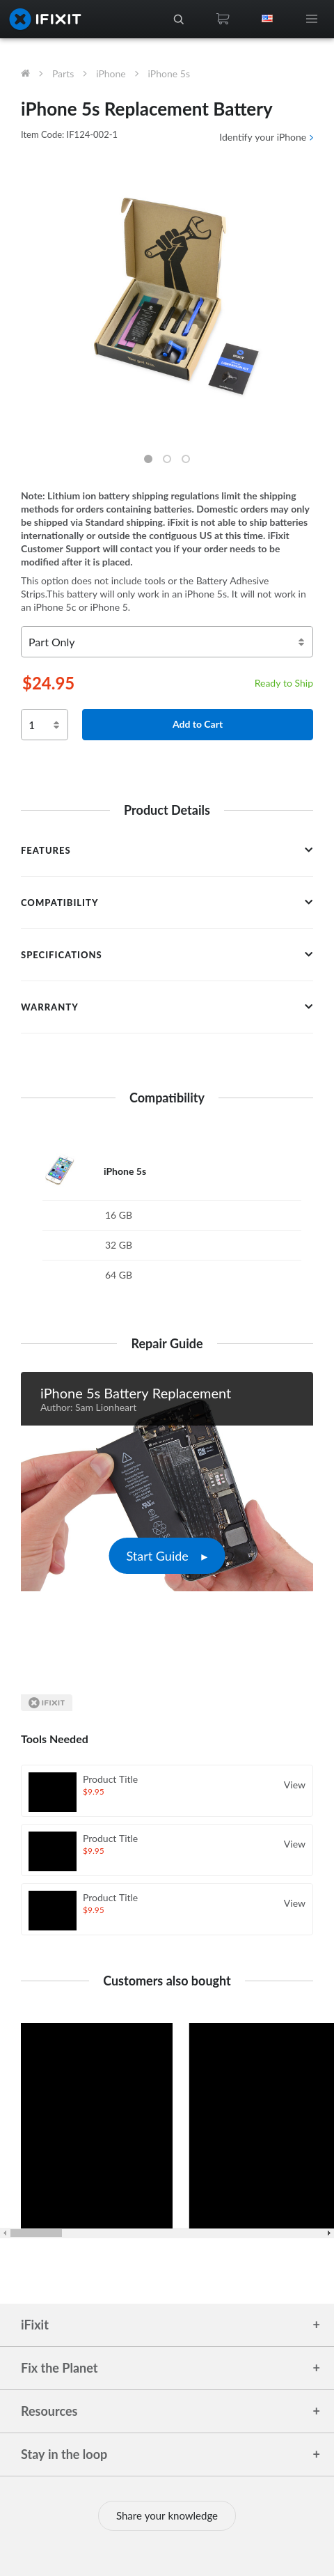 IFIXIT
Parts
iPhone
iPhone 5s
iPhone 5s Replacement Battery
Item Code: IF124-002-1
Identify your iPhone
Note: Lithium ion battery shipping regulations limit the shipping
methods for orders containing batteries. Domestic orders may only
be shipped via Standard shipping. iFixit is not able to ship batteries
internationally or outside the contiguous US at this time. iFixit
Customer Support will contact you if your order needs to be
modified after it is placed.
This option does not include tools or the Battery Adhesive
Strips.This battery will only work in an iPhone 5s. It will not work in
an iPhone 5c or iPhone 5.
Part Only
$24.95
Ready to Ship
1
Add to Cart
Product Details
FEATURES
COMPATIBILITY
SPECIFICATIONS
WARRANTY
Compatibility
iPhone 5s
16 GB
32 GB
64 GB
Repair Guide
iPhone 5s Battery Replacement
Author: Sam Lionheart
Start Guide
IFIXIT
Tools Needed
Product Title
$9.95
View
Product Title
$9.95
View
Product Title
$9.95
View
Customers also bought
iFixit
+
Fix the Planet
+
Resources
+
Stay in the loop
+
Share your knowledge